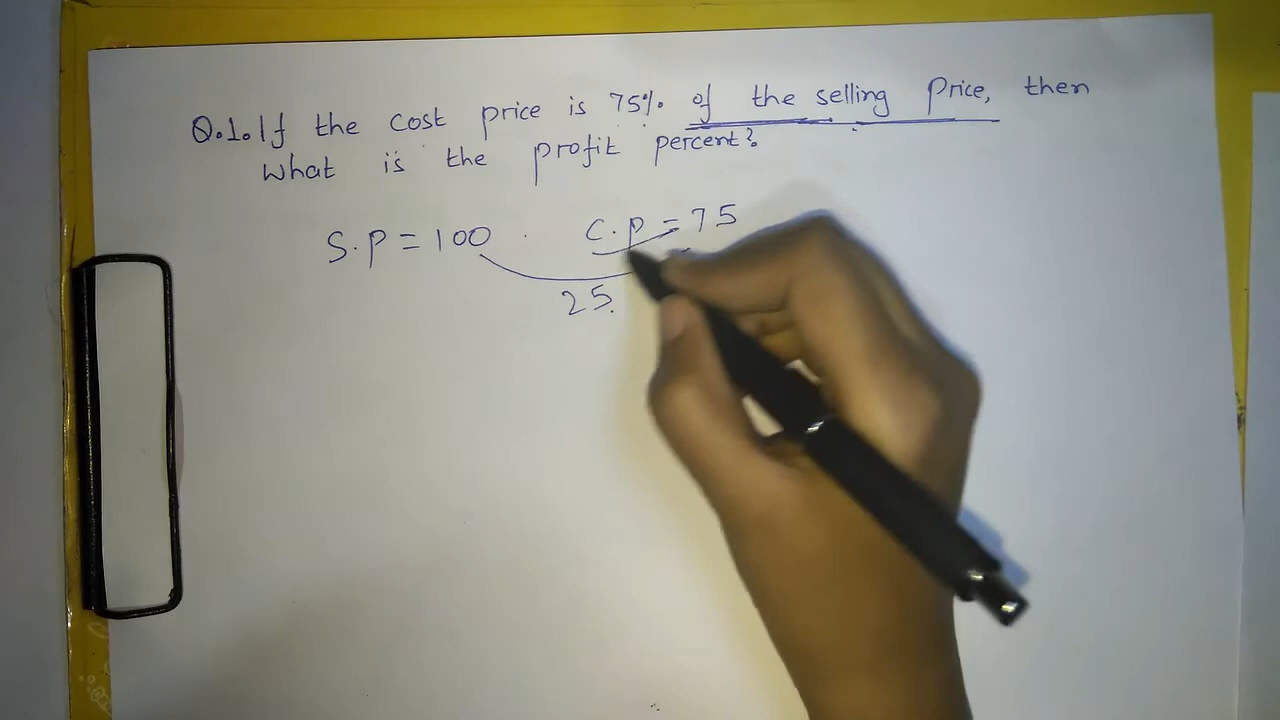 Q.1. If the cost price is 75% of the selling price, then
what is the profit percent?
S.P = 100 C.P = 75
25.